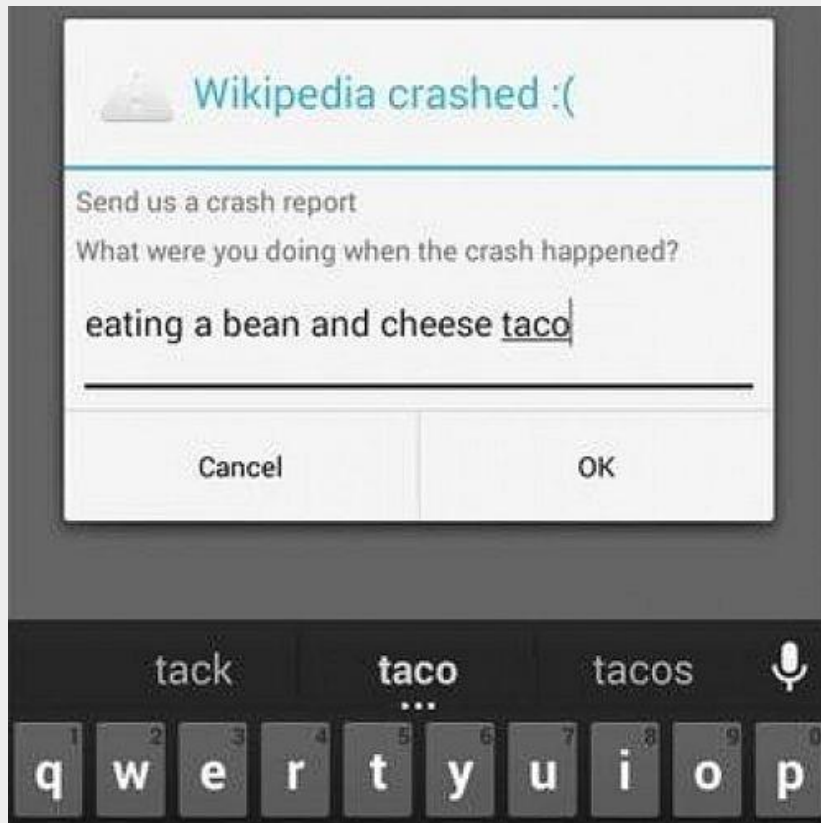 Wikipedia crashed :(
Send us a crash report
What were you doing when the crash happened?
eating a bean and cheese taco
Cancel OK
tack taco tacos
1 2 3 4 5 6 7 8 9 0
q w e r t y u i o p